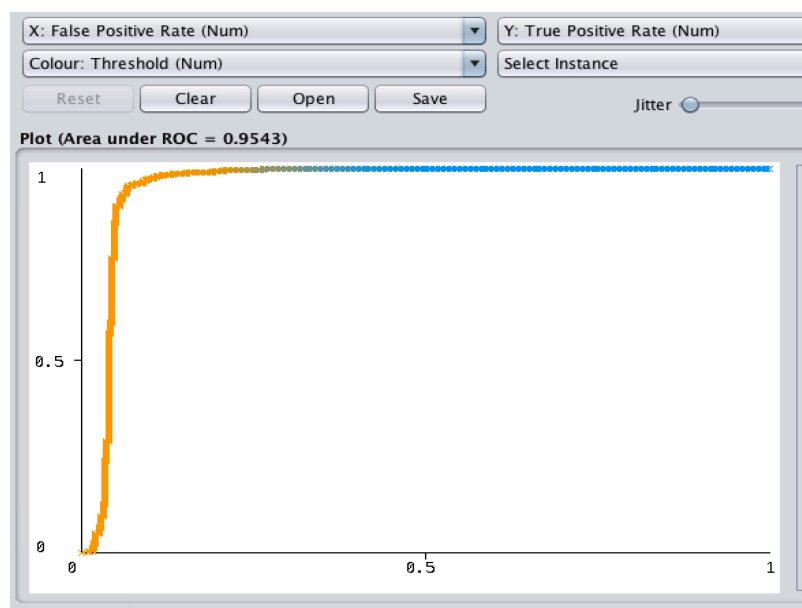 X: False Positive Rate (Num) Y: True Positive Rate (Num)
Colour: Threshold (Num) Select Instance
Reset Clear Open Save Jitter
Plot (Area under ROC = 0.9543)
1
0.5
0
0 0.5 1